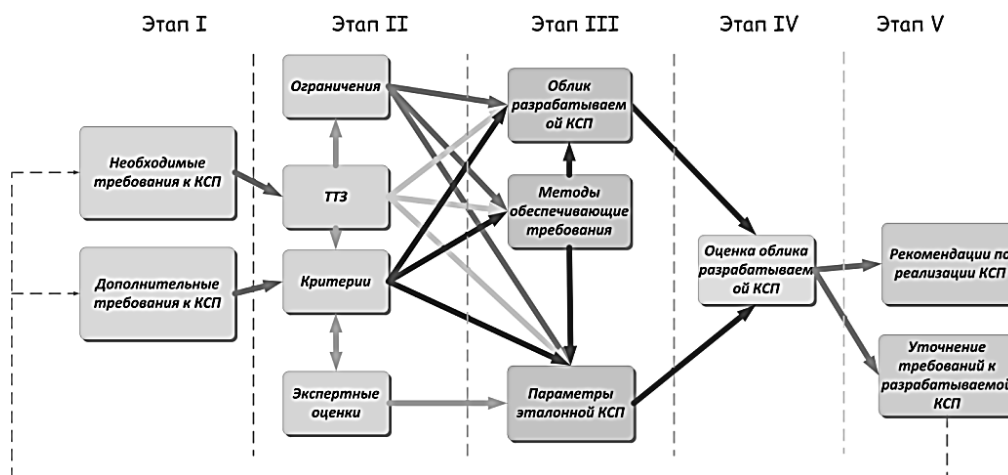 Этап I
Этап II
Этап III
Этап IV
Этап V
Необходимые
требования к КСП
Дополнительные
требования к КСП
Ограничения
ТТЗ
Критерии
Экспертные
оценки
Облик
разрабатываем
ой КСП
Методы
обеспечивающие
требования
Параметры
эталонной КСП
Оценка облика
разрабатываем
ой КСП
Рекомендации по
реализации КСП
Уточнение
требований к
разрабатываемой
КСП